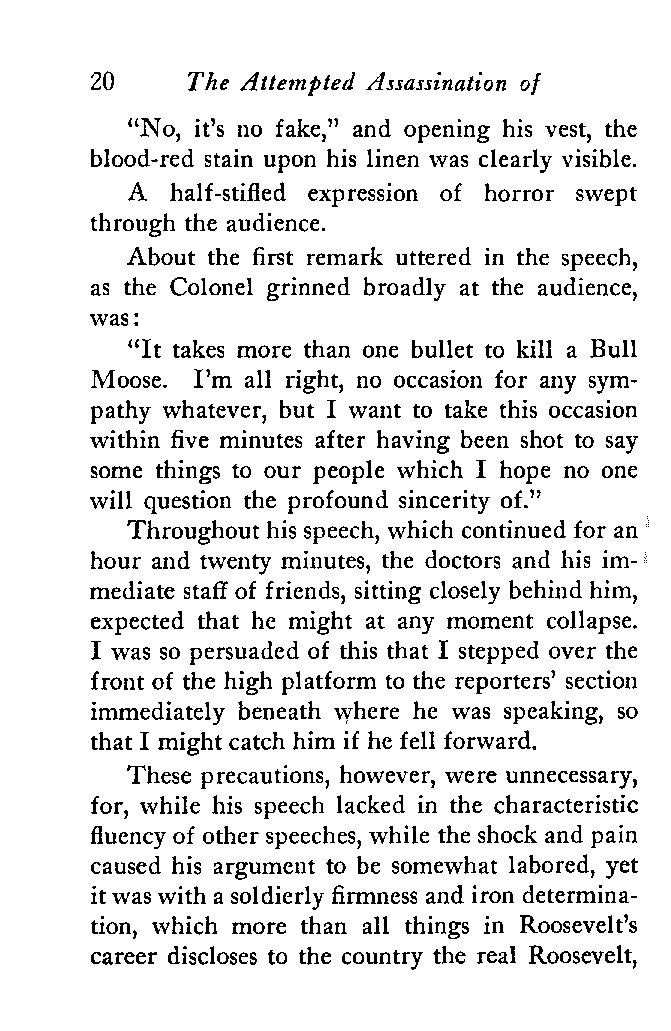 20 The Attempted Assassination of
"No, it's no fake," and opening his vest, the
blood-red stain upon his linen was clearly visible.
A half-stifled expression of horror swept
through the audience.
About the first remark uttered in the speech,
as the Colonel grinned broadly at the audience,
was:
"It takes more than one bullet to kill a Bull
Moose. I'm all right, no occasion for any sym-
pathy whatever, but I want to take this occasion
within five minutes after having been shot to say
some things to our people which I hope no one
will question the profound sincerity of."
Throughout his speech, which continued for an
hour and twenty minutes, the doctors and his im-
mediate staff of friends, sitting closely behind him,
expected that he might at any moment collapse.
I was so persuaded of this that I stepped over the
front of the high platform to the reporters' section
immediately beneath where he was speaking, so
that I might catch him if he fell forward.
These precautions, however, were unnecessary,
for, while his speech lacked in the characteristic
fluency of other speeches, while the shock and pain
caused his argument to be somewhat labored, yet
it was with a soldierly firmness and iron determina-
tion, which more than all things in Roosevelt's
career discloses to the country the real Roosevelt,